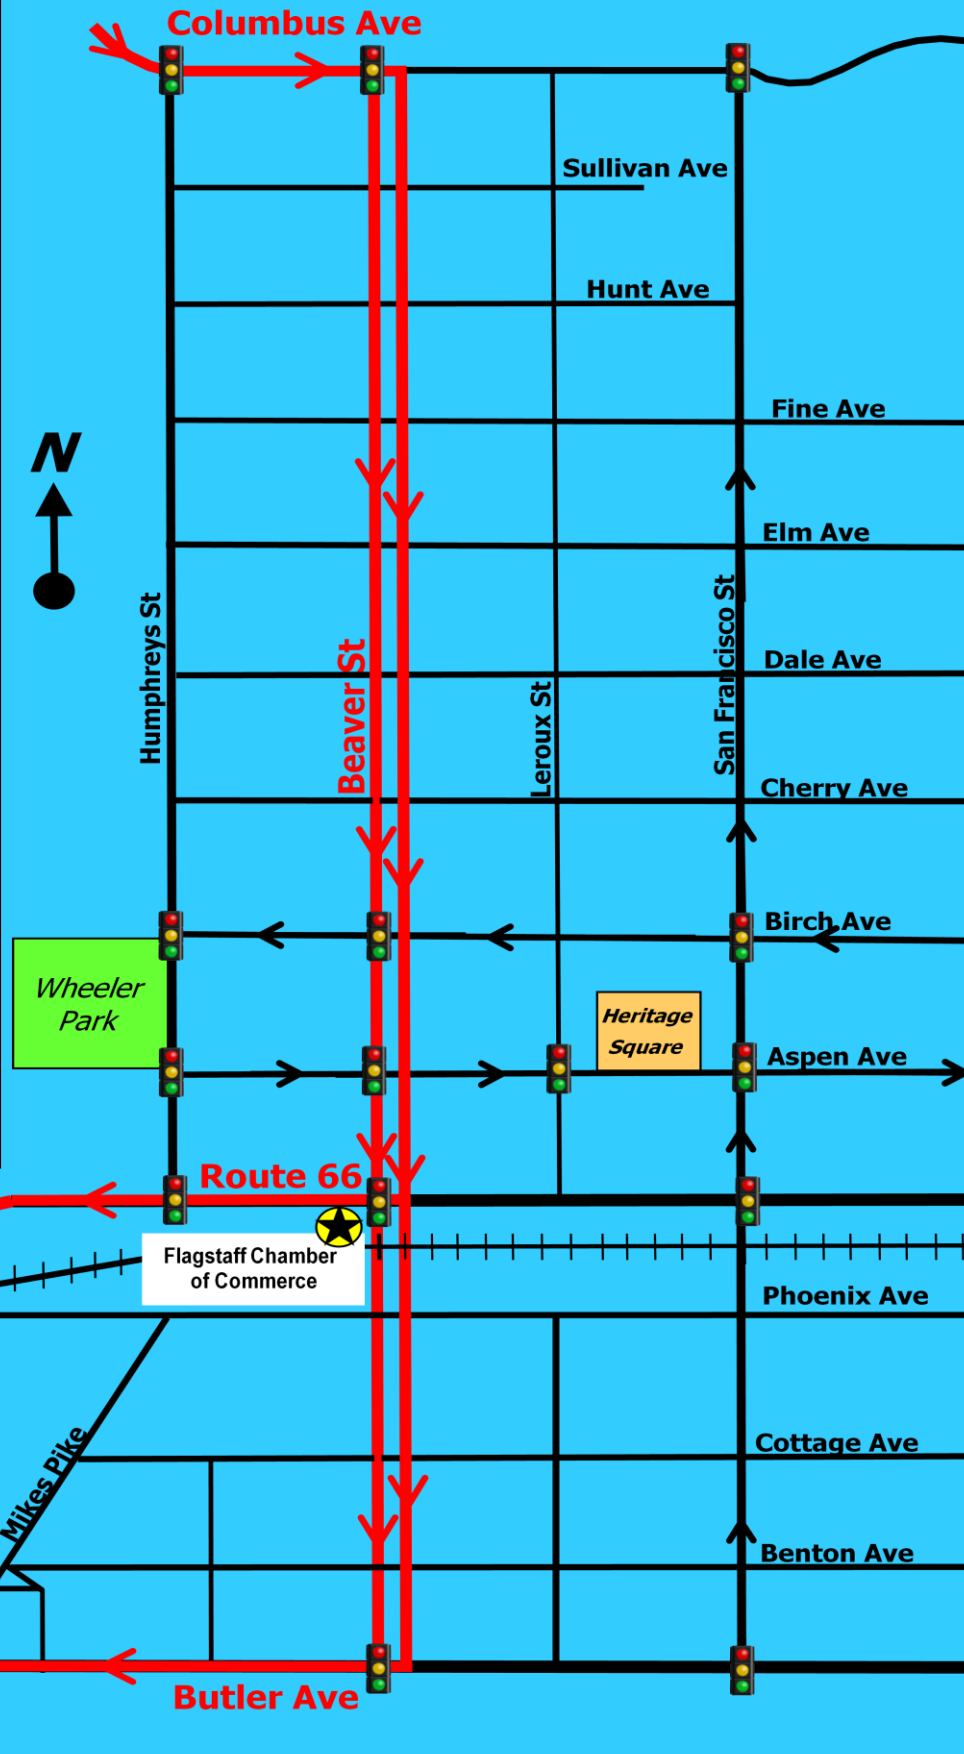 Columbus Ave
Sullivan Ave
Hunt Ave
Fine Ave
N
Elm Ave
Humphreys St
Beaver St
Leroux St
San Francisco St
Dale Ave
Cherry Ave
Birch Ave
Wheeler
Park
Heritage
Square
Aspen Ave
Route 66
Flagstaff Chamber
of Commerce
Phoenix Ave
Mikes Pike
Cottage Ave
Benton Ave
Butler Ave